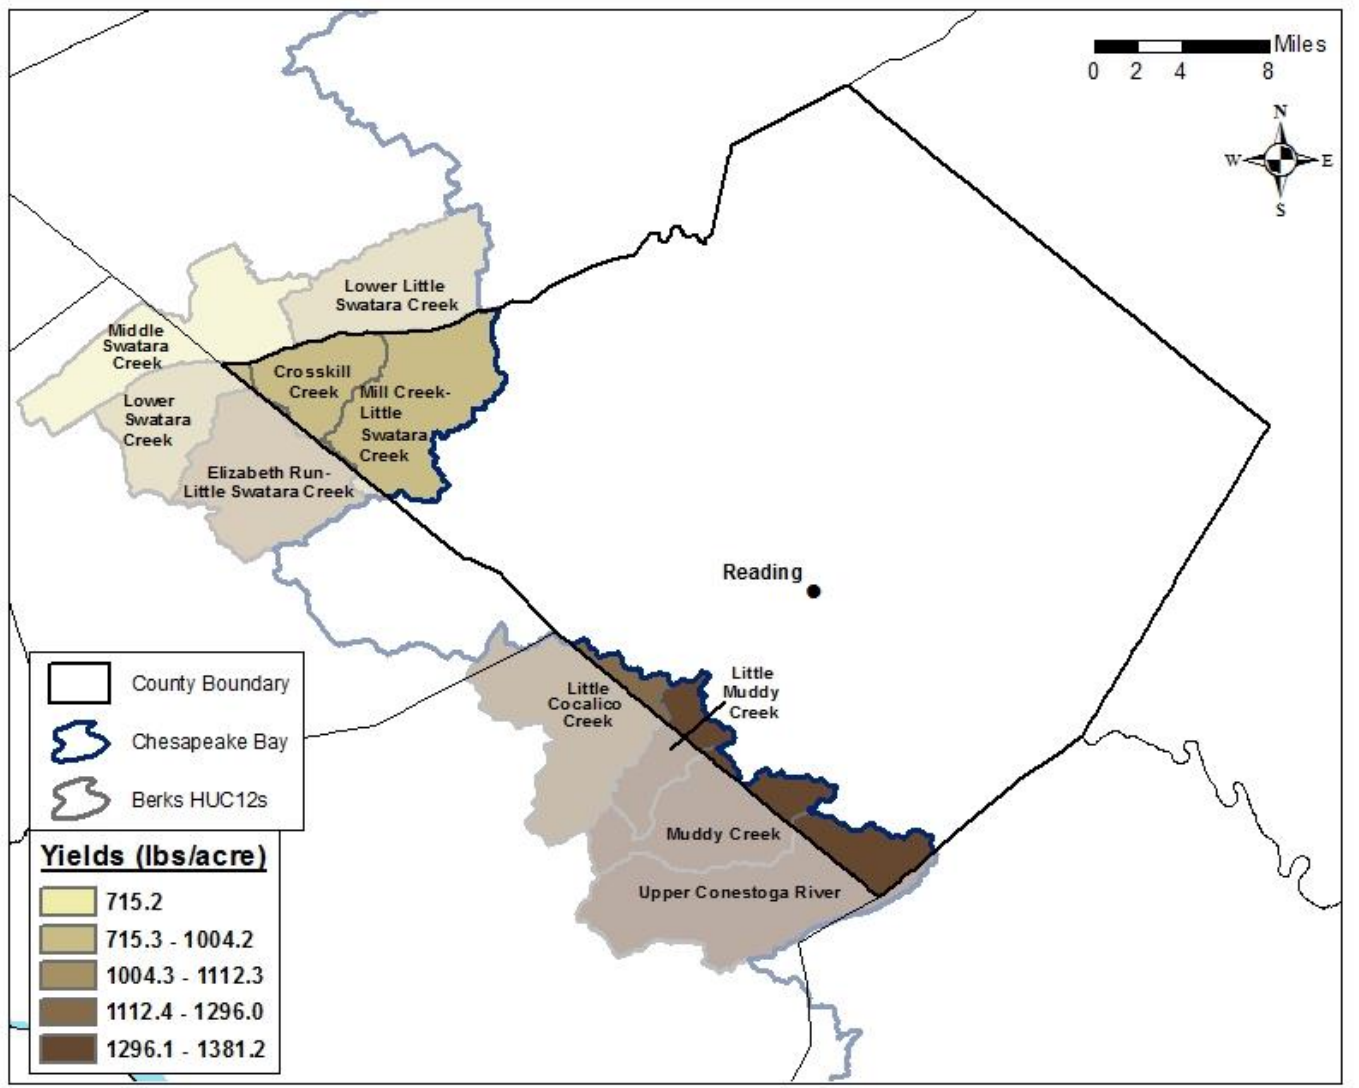 Miles
0 2 4 8
N
W E
S
Lower Little
Swatara Creek
Middle
Swatara
Creek
Crosskill
Creek
Mill Creek-
Little
Swatara
Creek
Lower
Swatara
Creek
Elizabeth Run-
Little Swatara Creek
Reading
Little
Muddy
Creek
Little
Cocalico
Creek
Muddy Creek
Upper Conestoga River
County Boundary
Chesapeake Bay
Berks HUC12s
Yields (lbs/acre)
715.2
715.3 - 1004.2
1004.3 - 1112.3
1112.4 - 1296.0
1296.1 - 1381.2